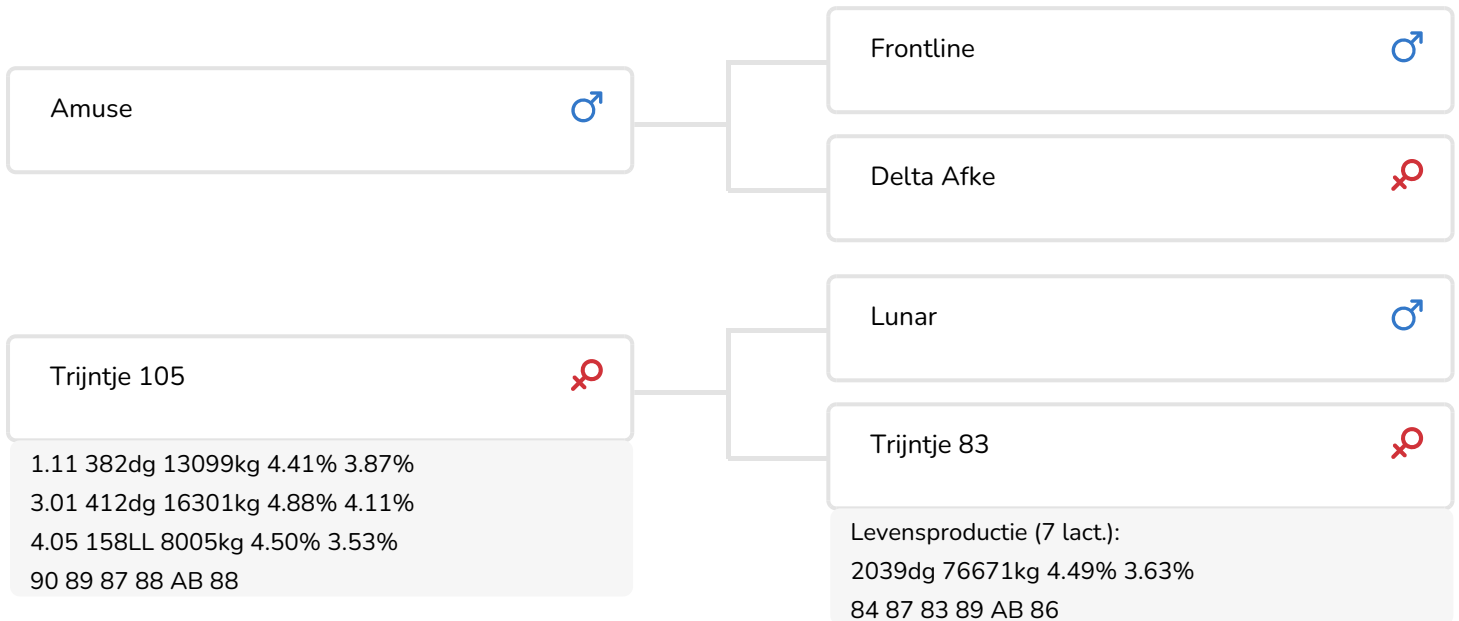 Frontline
Amuse
Delta Afke
Lunar
Trijntje 105
Trijntje 83
1.11 382dg 13099kg 4.41% 3.87%
3.01 412dg 16301kg 4.88% 4.11%
4.05 158LL 8005kg 4.50% 3.53%
90 89 87 88 AB 88
Levensproductie (7 lact.):
2039dg 76671kg 4.49% 3.63%
84 87 83 89 AB 86